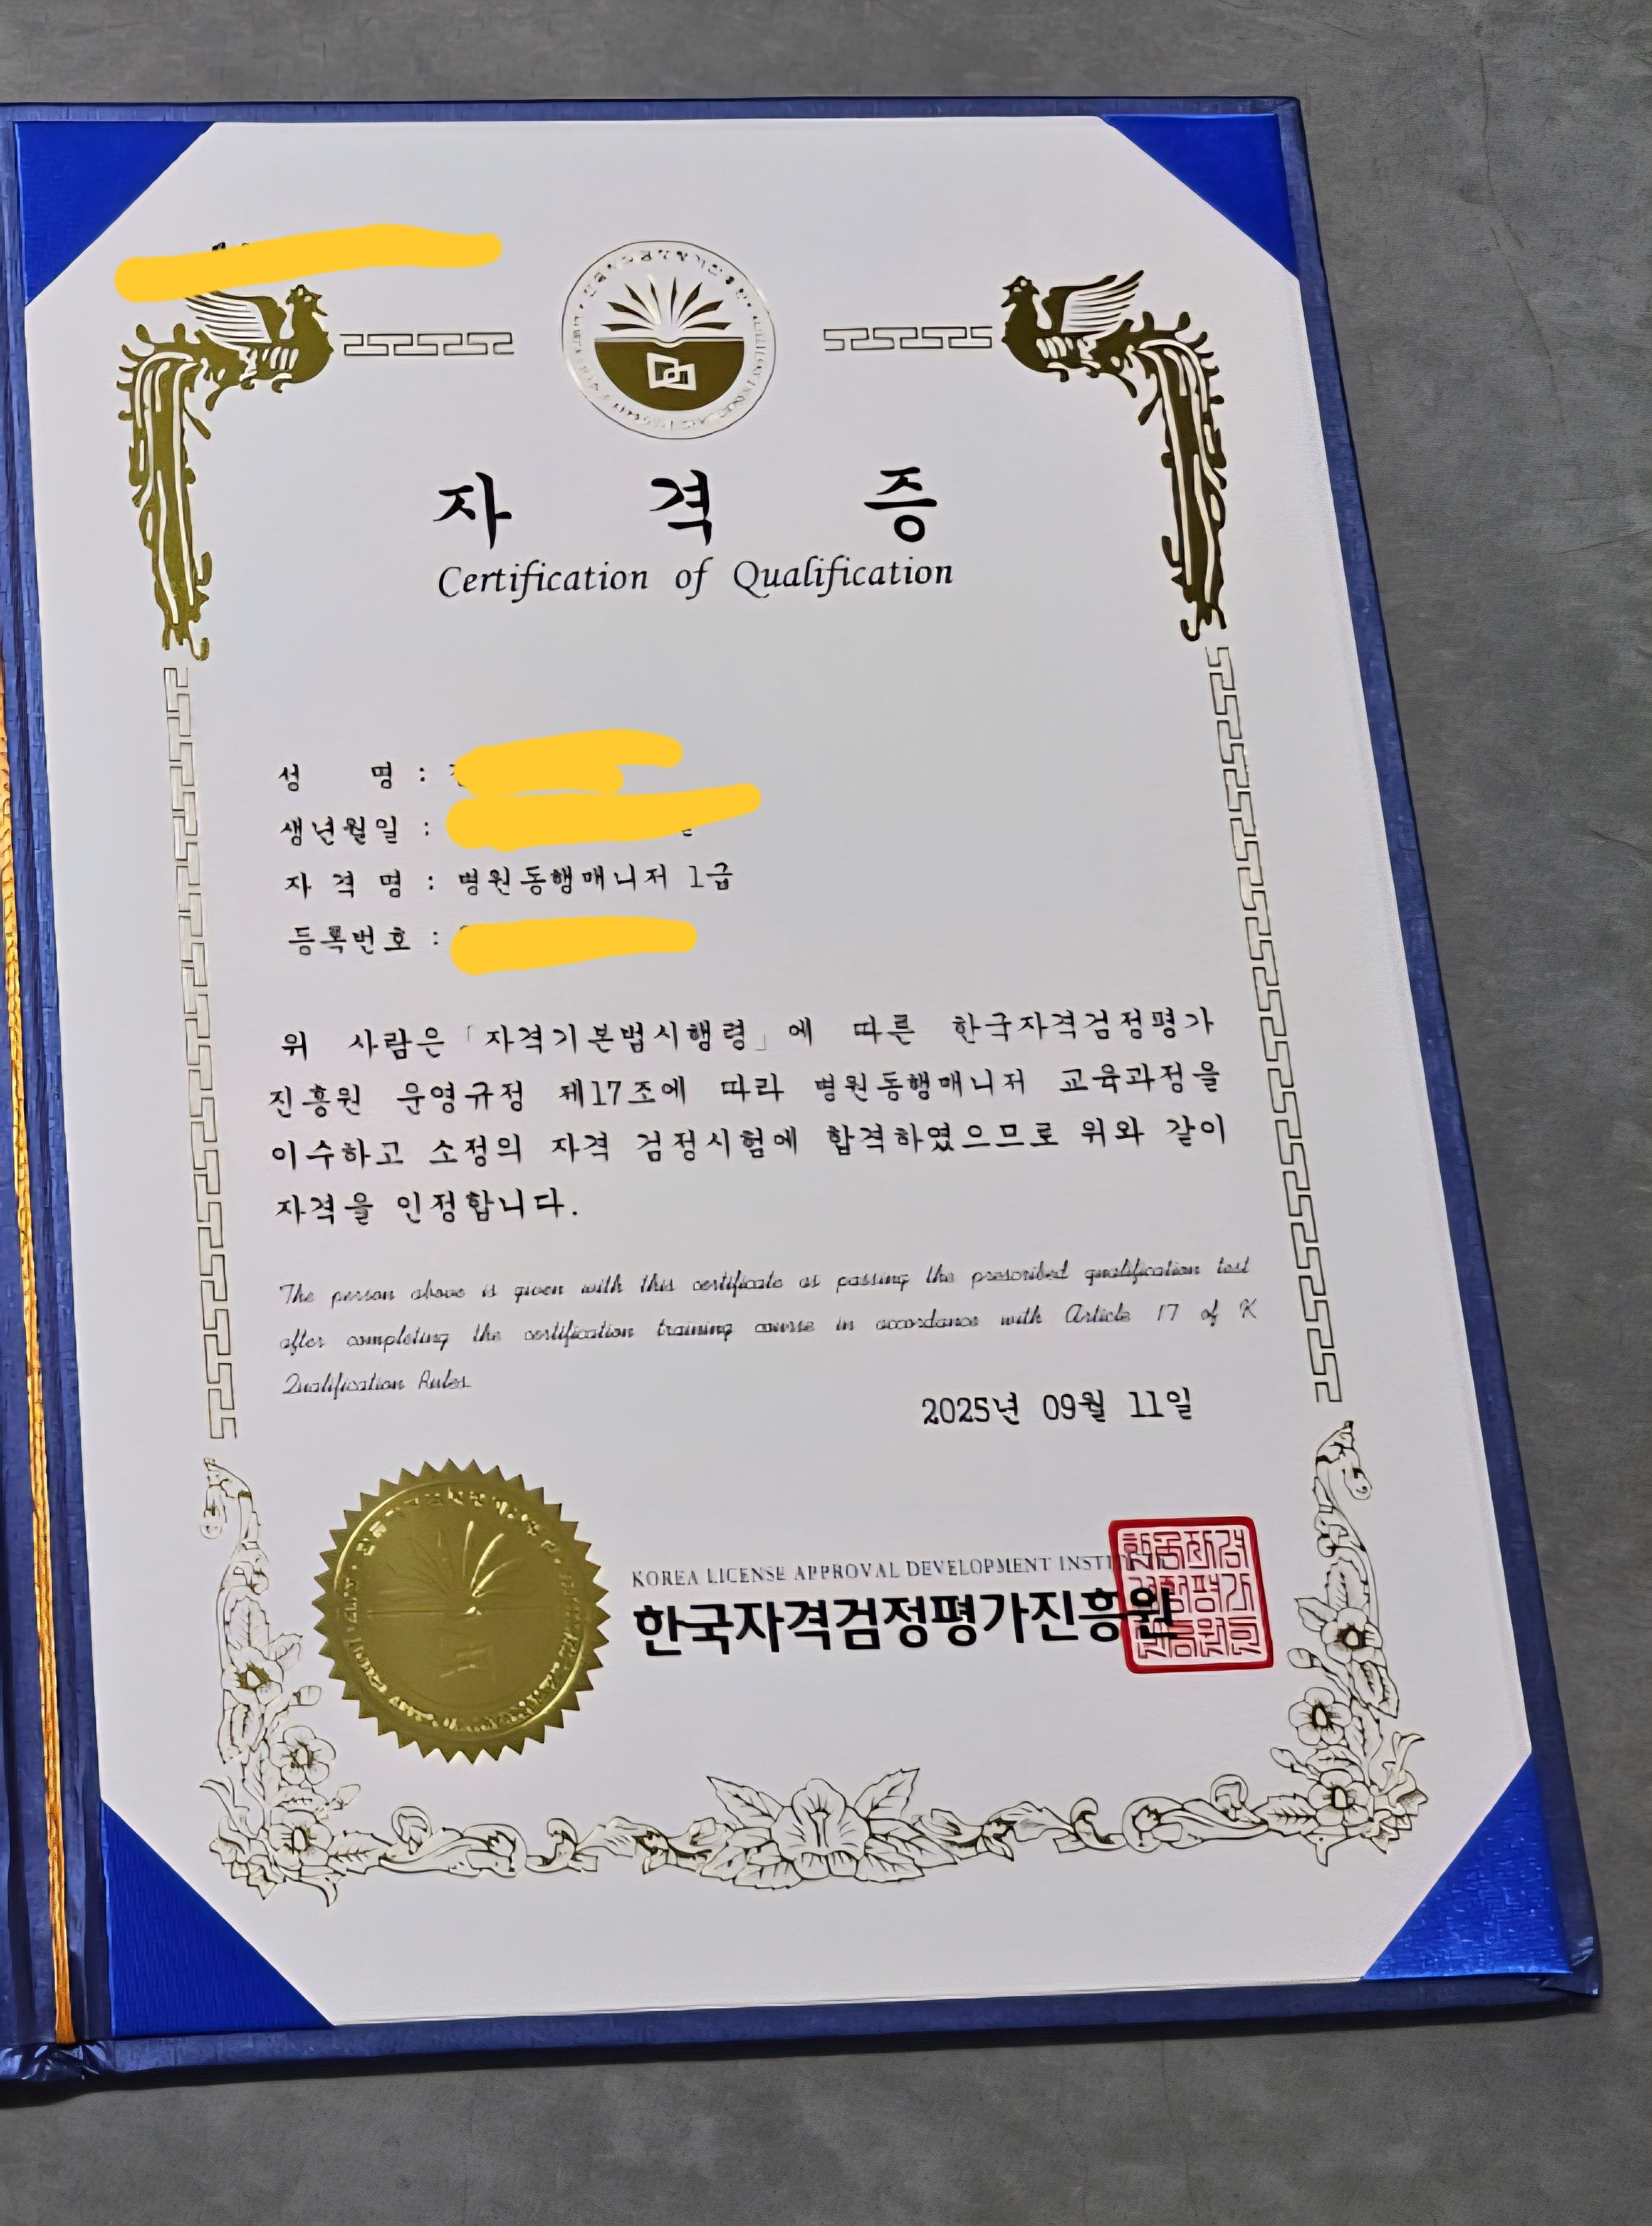 자 격 증
Certification of Qualification
성 명 :
생년월일 :
자 격 명 : 병원동행매니저 1급
등록번호 :
위 사람은「자격기본법시행령」에 따른 한국자격검정평가
진흥원 운영규정 제17조에 따라 병원동행매니저 교육과정을
이수하고 소정의 자격 검정시험에 합격하였으므로 위와 같이
자격을 인정합니다.
The person above is given with this certificate as passing the prescribed qualification test
after completing the certification training course in accordance with Article 17 of K
Qualification Rules
2025년 09월 11일
KOREA LICENSE APPROVAL DEVELOPMENT
한국자격검정평가진흥원